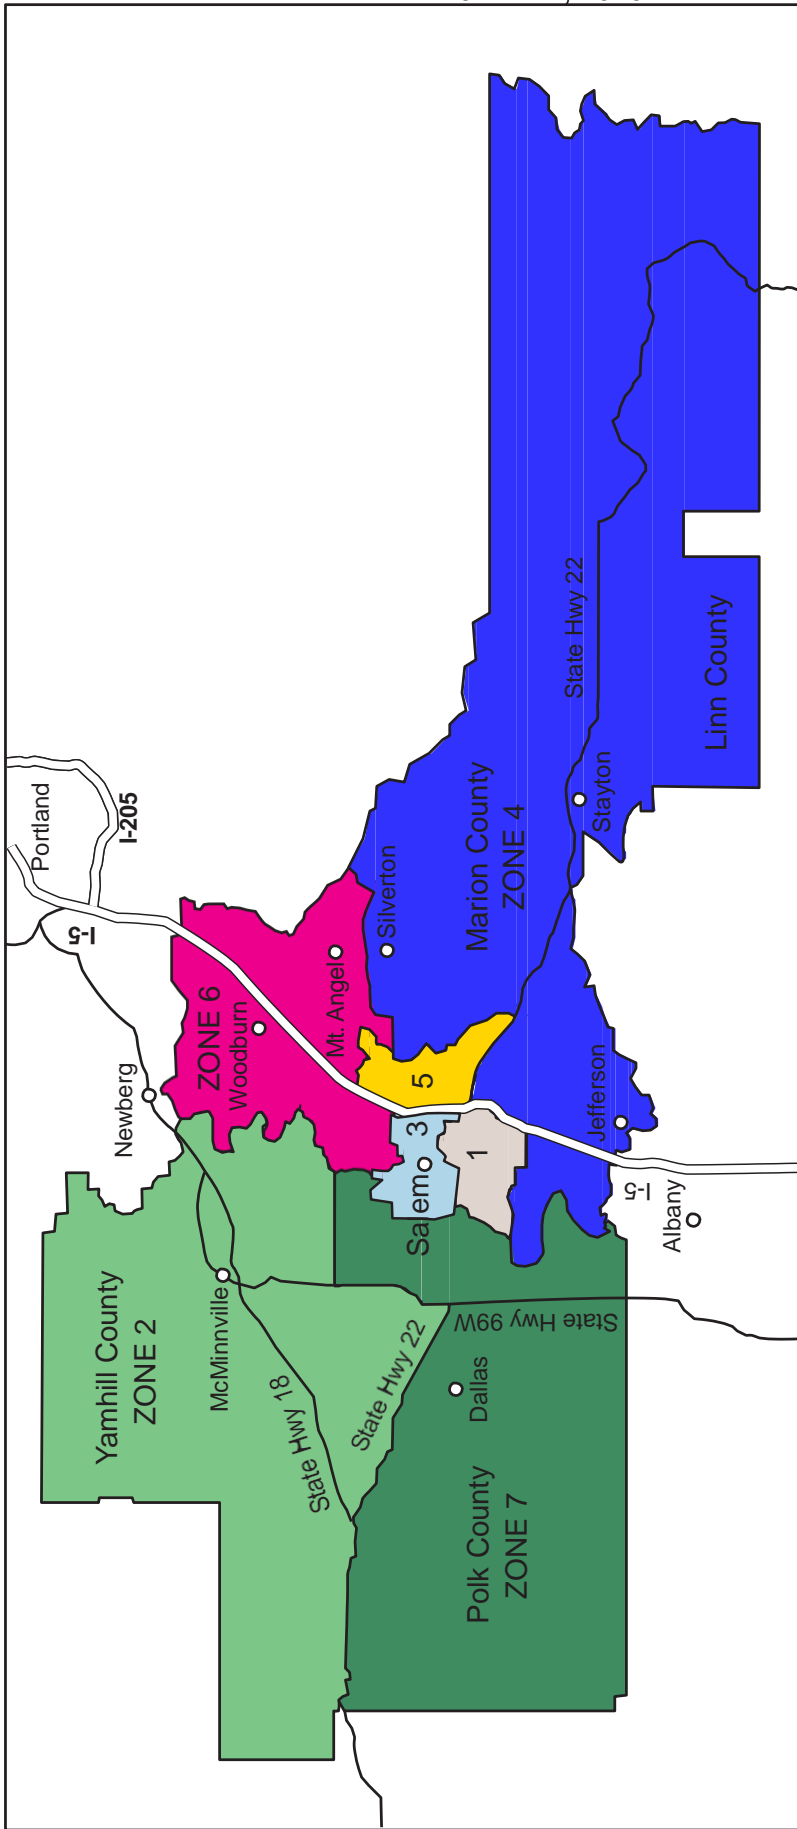 Portland
I-205
I-5
Newberg
ZONE 6
Woodburn
Mt. Angel
Silverton
Yamhill County
ZONE 2
McMinnville
State Hwy 18
State Hwy 22
5
3
Salem
1
Marion County
ZONE 4
State Hwy 22
Stayton
Linn County
Jefferson
I-5
Albany
State Hwy 99W
Dallas
Polk County
ZONE 7